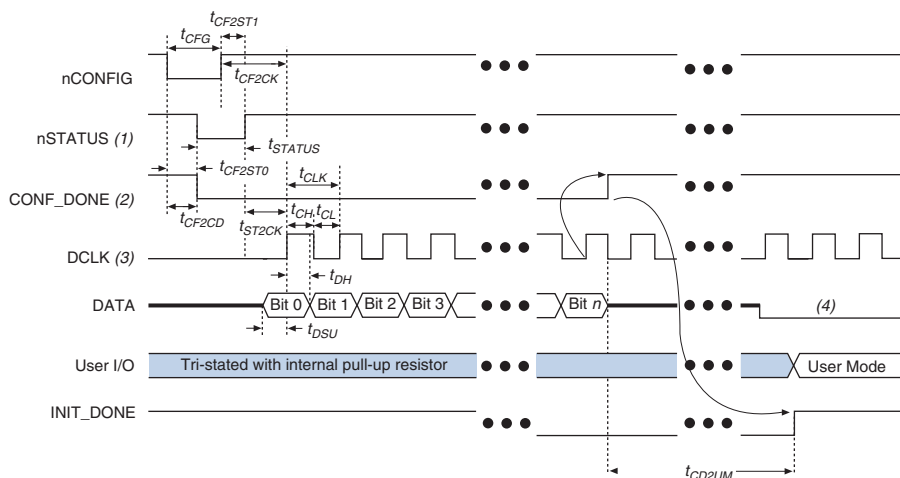 tCF2ST1
tCFG
nCONFIG
tCF2CK
nSTATUS (1)
tSTATUS
tCF2ST0
tCLK
CONF_DONE (2)
tCF2CD
tST2CK
tCH
tCL
DCLK (3)
tDH
DATA
Bit 0
Bit 1
Bit 2
Bit 3
Bit n
(4)
tDSU
User I/O
Tri-stated with internal pull-up resistor
User Mode
INIT_DONE
tCD2UM